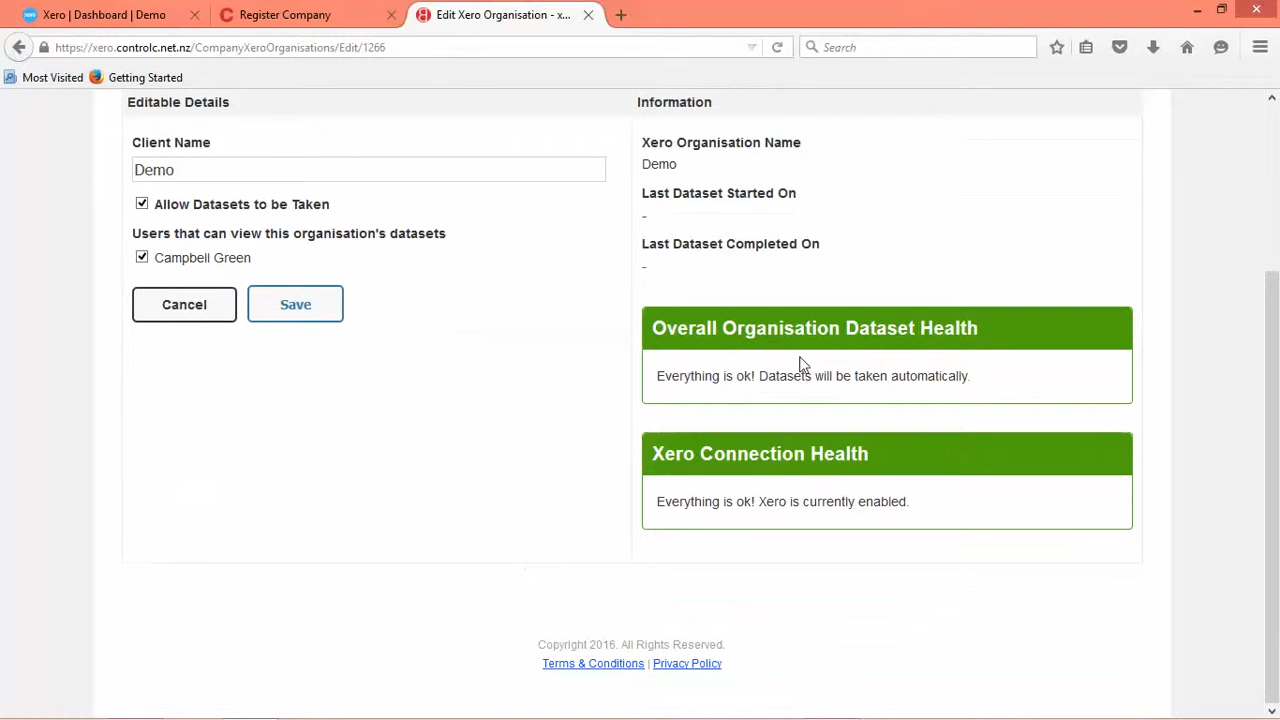 Xero | Dashboard | Demo
Register Company
Edit Xero Organisation - x...
https://xero.controlc.net.nz/CompanyXeroOrganisations/Edit/1266
Search
Most Visited
Getting Started
Editable Details
Information
Client Name
Demo
Allow Datasets to be Taken
Users that can view this organisation's datasets
Campbell Green
Cancel
Save
Xero Organisation Name
Demo
Last Dataset Started On
-
Last Dataset Completed On
-
Overall Organisation Dataset Health
Everything is ok! Datasets will be taken automatically.
Xero Connection Health
Everything is ok! Xero is currently enabled.
Copyright 2016. All Rights Reserved.
Terms & Conditions | Privacy Policy